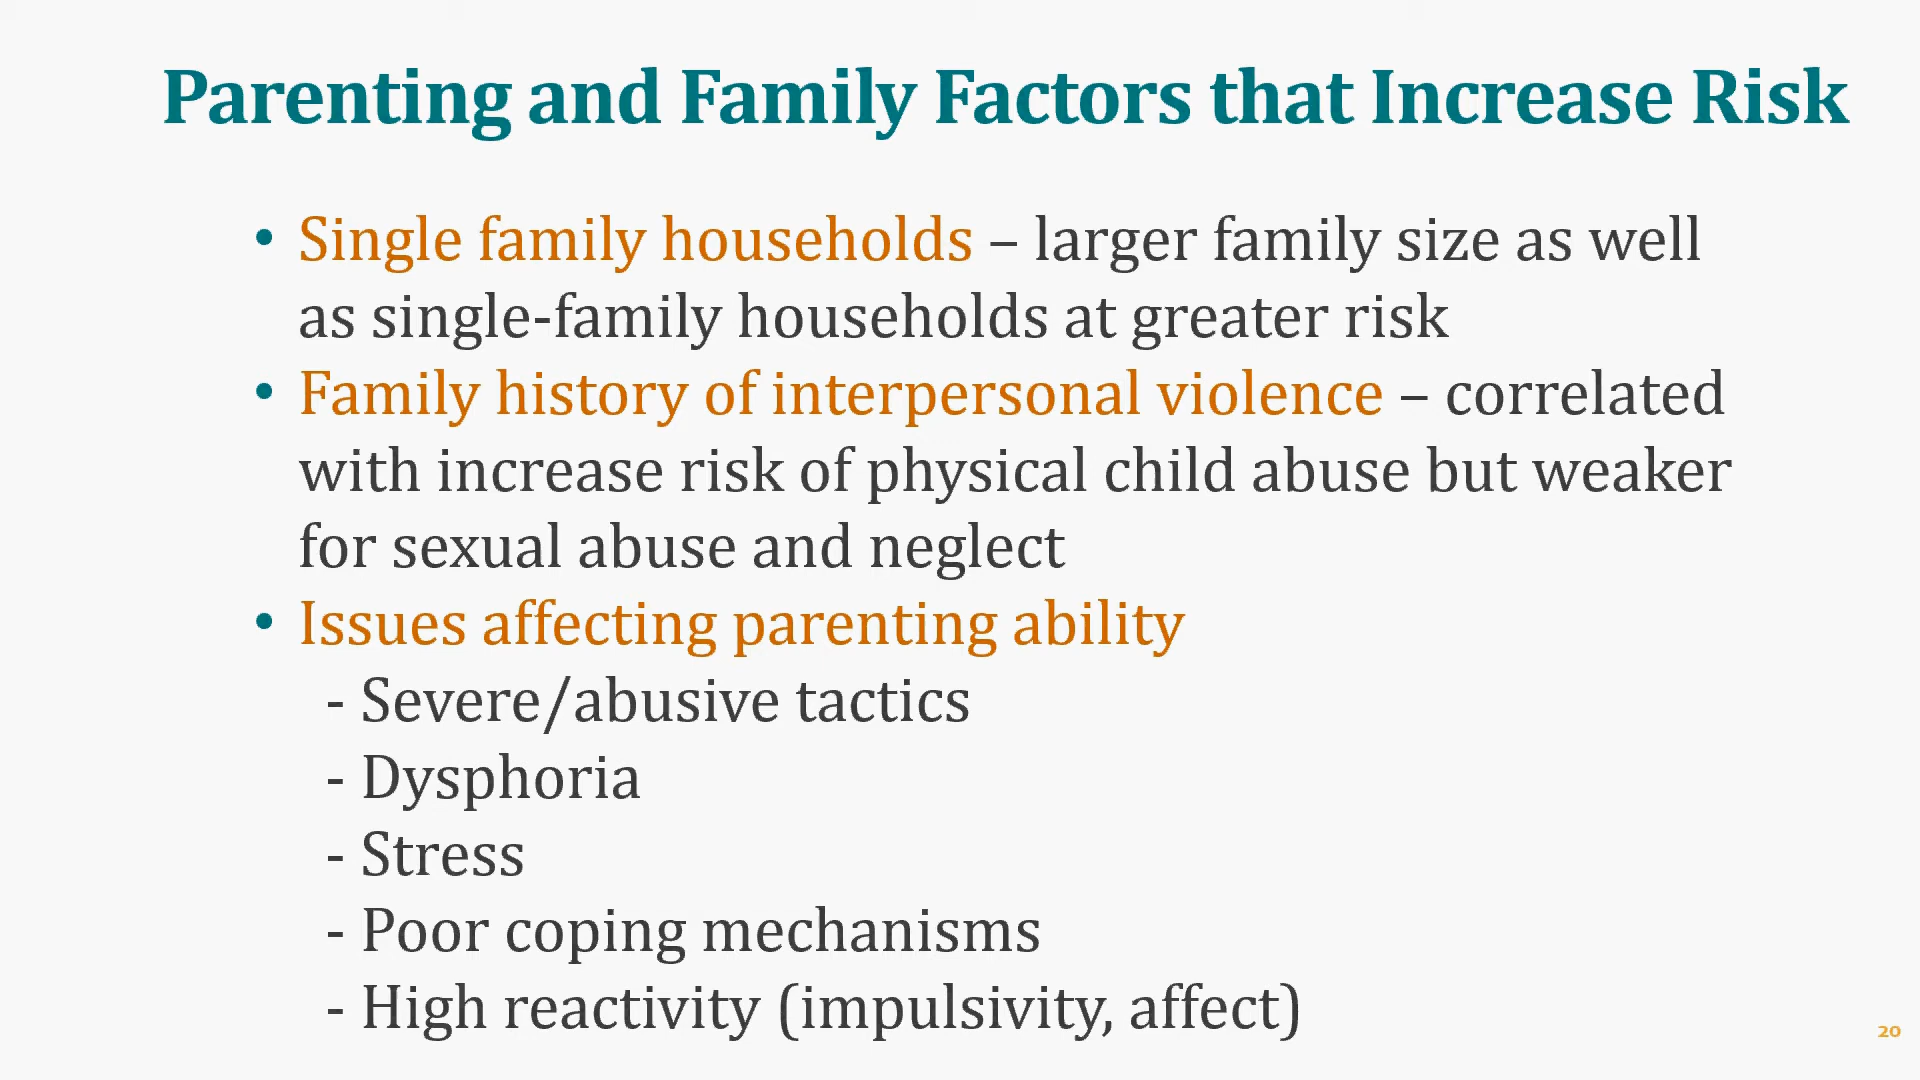 Parenting and Family Factors that Increase Risk
• Single family households – larger family size as well
as single-family households at greater risk
• Family history of interpersonal violence – correlated
with increase risk of physical child abuse but weaker
for sexual abuse and neglect
• Issues affecting parenting ability
- Severe/abusive tactics
- Dysphoria
- Stress
- Poor coping mechanisms
- High reactivity (impulsivity, affect)
20